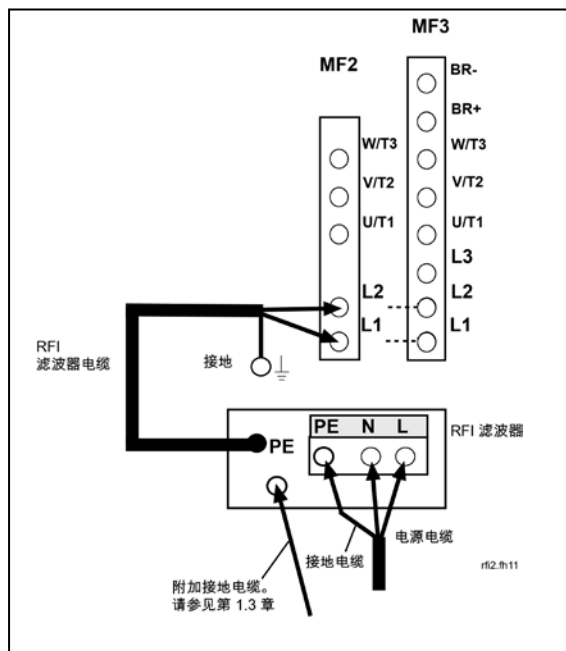 MF3
MF2
BR-
BR+
W/T3
W/T3
V/T2
V/T2
U/T1
U/T1
L3
L2
L2
L1
L1
RFI
滤波器电缆
接地
PE
PE N L
RFI 滤波器
接地电缆
电源电缆
附加接地电缆。
请参见第 1.3 章
rfi2.fh11